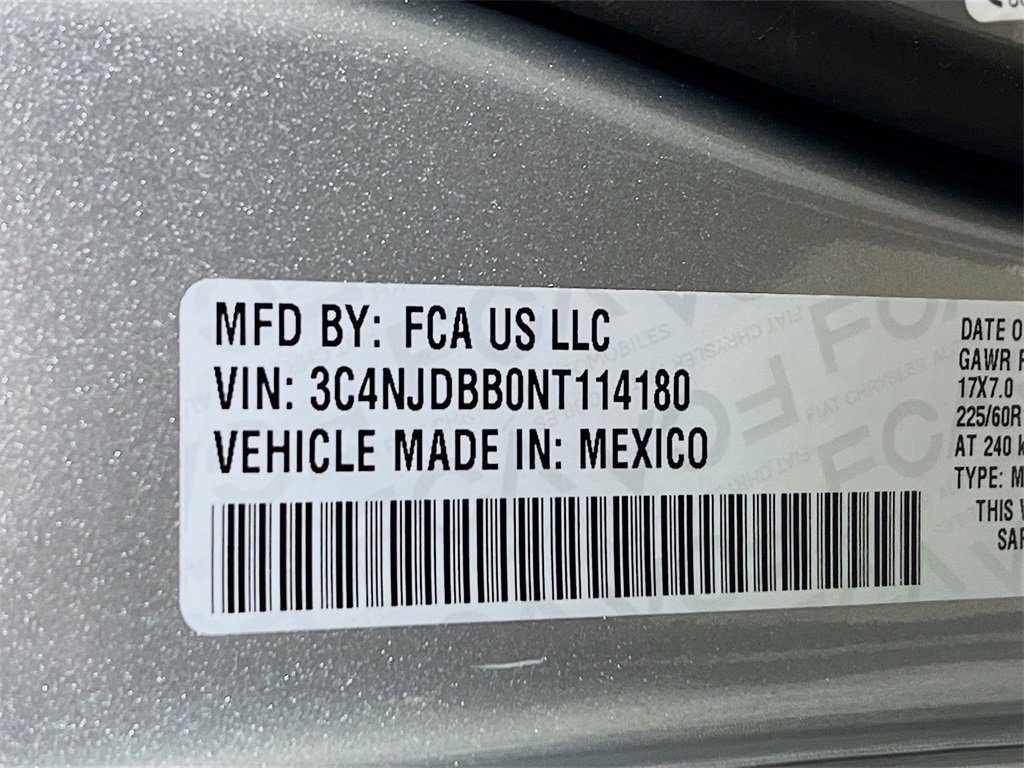 MFD BY: FCA US LLC
VIN: 3C4NJDBB0NT114180
VEHICLE MADE IN: MEXICO
DATE O
GAWR F
17X7.0
225/60R
AT 240 k
TYPE: M
THIS
SAF